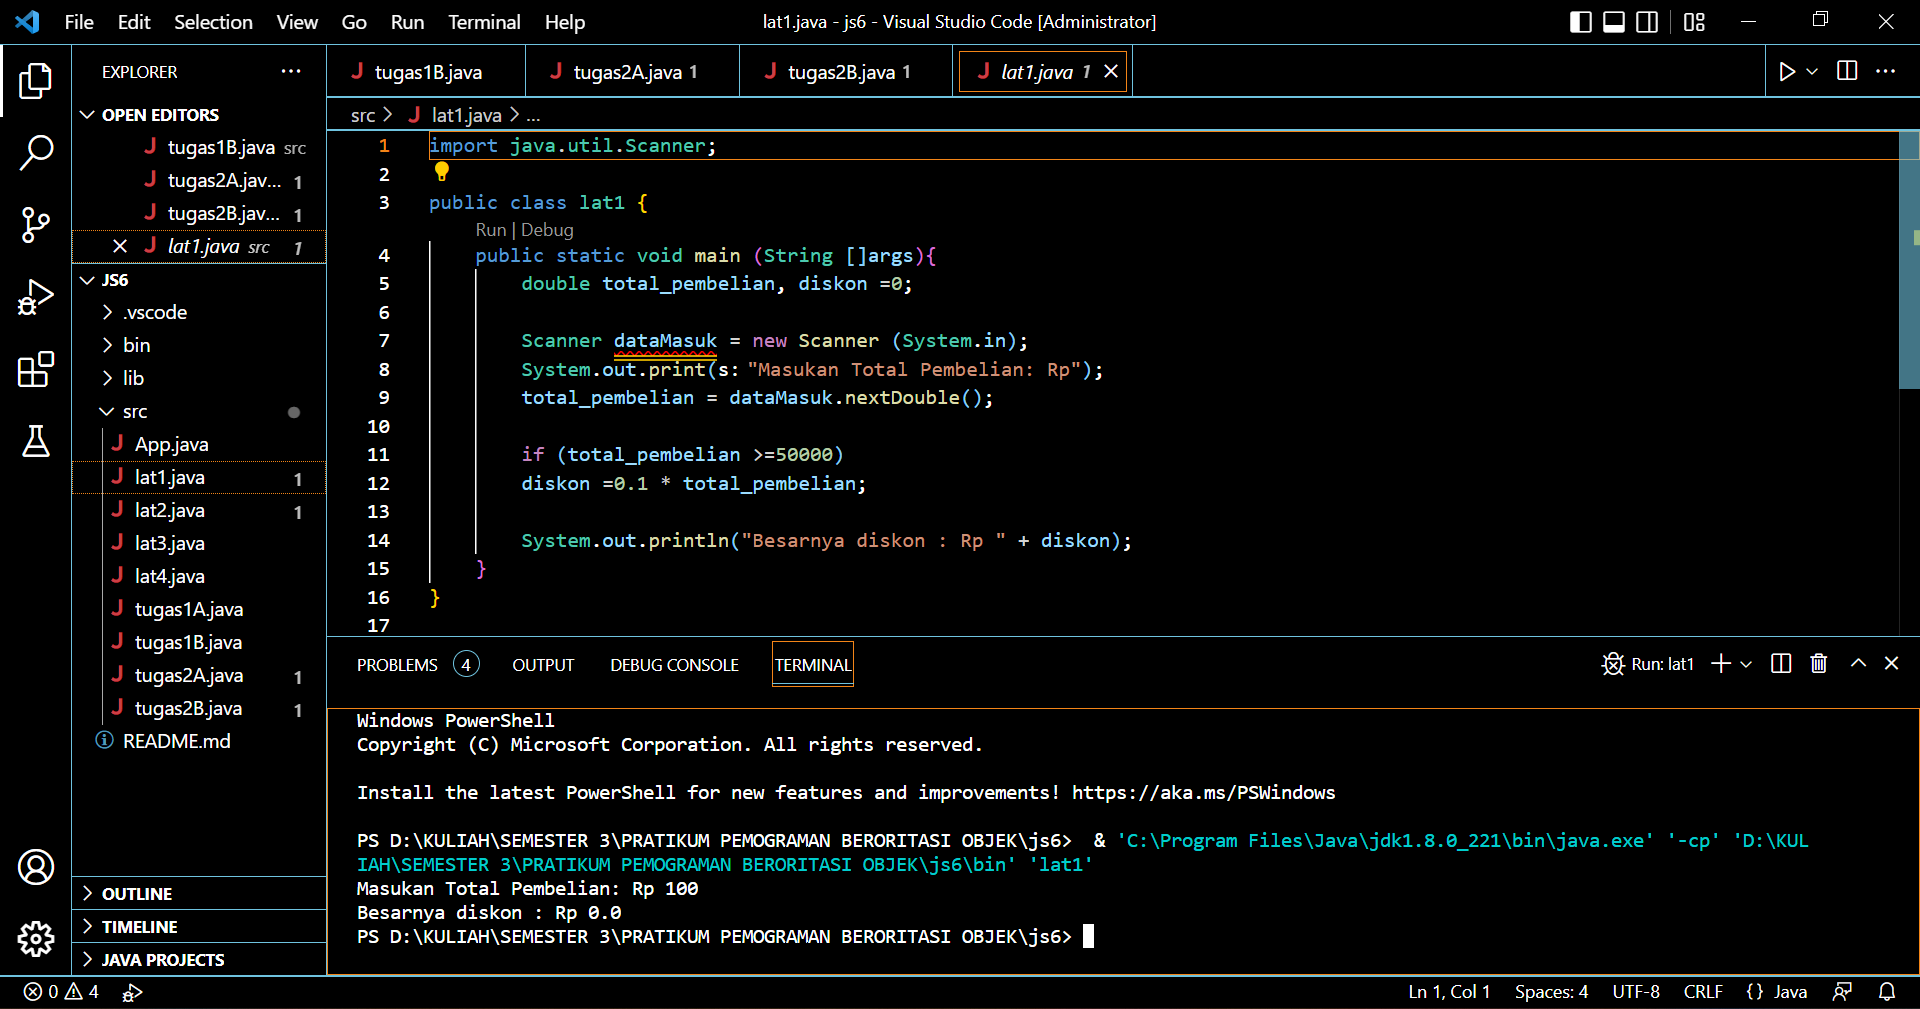 File Edit Selection View Go Run Terminal Help
lat1.java - js6 - Visual Studio Code [Administrator]
EXPLORER
OPEN EDITORS
tugas1B.java src
tugas2A.jav... 1
tugas2B.jav... 1
lat1.java src 1
JS6
.vscode
bin
lib
src
App.java
lat1.java 1
lat2.java 1
lat3.java
lat4.java
tugas1A.java
tugas1B.java
tugas2A.java 1
tugas2B.java 1
README.md
OUTLINE
TIMELINE
JAVA PROJECTS
tugas1B.java
tugas2A.java 1
tugas2B.java 1
lat1.java 1
src > lat1.java > ...
1 import java.util.Scanner;
2
3 public class lat1 {
Run | Debug
4 public static void main (String []args){
5 double total_pembelian, diskon =0;
6
7 Scanner dataMasuk = new Scanner (System.in);
8 System.out.print(s: "Masukan Total Pembelian: Rp");
9 total_pembelian = dataMasuk.nextDouble();
10
11 if (total_pembelian >=50000)
12 diskon =0.1 * total_pembelian;
13
14 System.out.println("Besarnya diskon : Rp " + diskon);
15 }
16 }
17
PROBLEMS 4 OUTPUT DEBUG CONSOLE TERMINAL
Run: lat1
Windows PowerShell
Copyright (C) Microsoft Corporation. All rights reserved.
Install the latest PowerShell for new features and improvements! https://aka.ms/PSWindows
PS D:\KULIAH\SEMESTER 3\PRATIKUM PEMOGRAMAN BERORITASI OBJEK\js6>  & 'C:\Program Files\Java\jdk1.8.0_221\bin\java.exe' '-cp' 'D:\KUL
IAH\SEMESTER 3\PRATIKUM PEMOGRAMAN BERORITASI OBJEK\js6\bin' 'lat1'
Masukan Total Pembelian: Rp 100
Besarnya diskon : Rp 0.0
PS D:\KULIAH\SEMESTER 3\PRATIKUM PEMOGRAMAN BERORITASI OBJEK\js6>
0 4
Ln 1, Col 1 Spaces: 4 UTF-8 CRLF {} Java